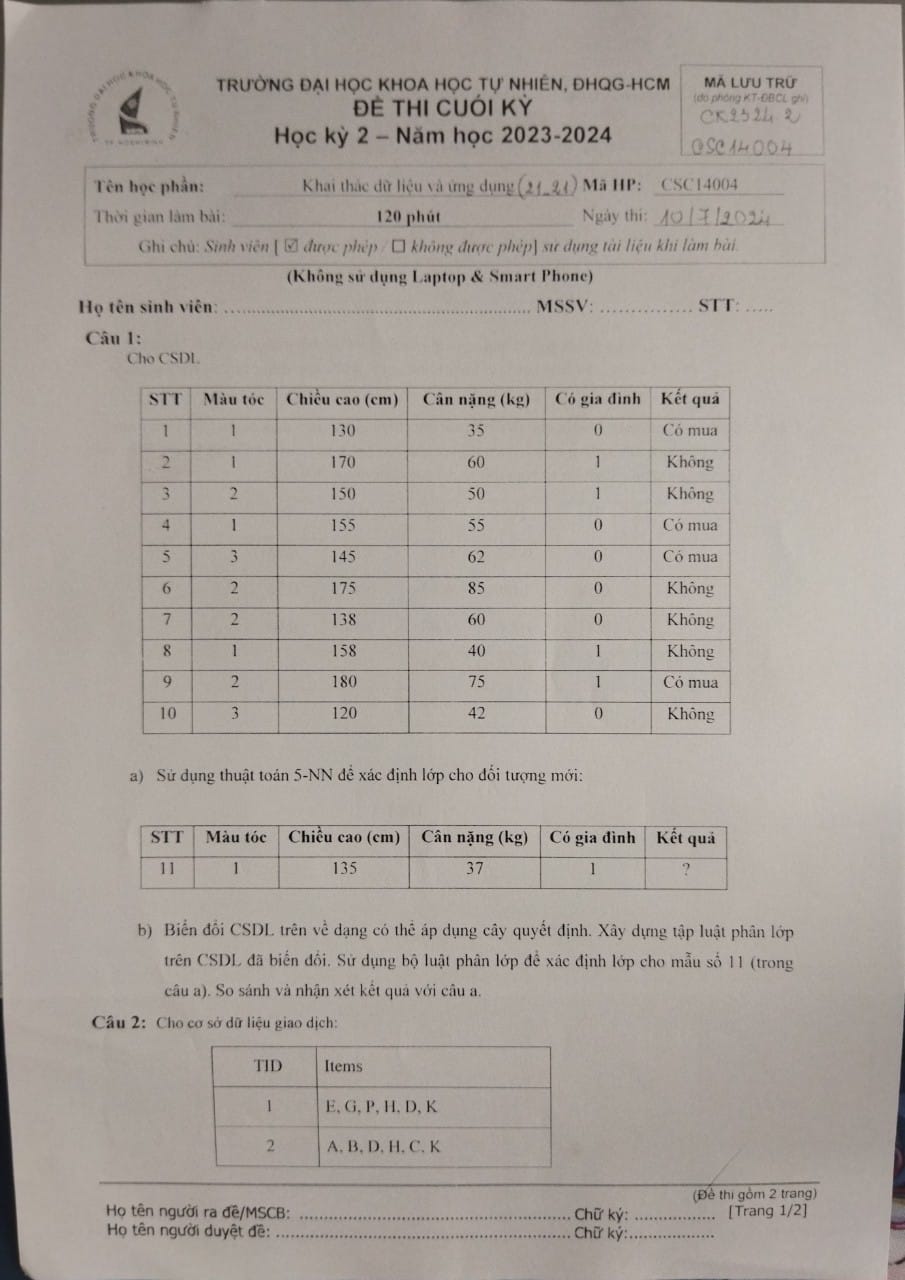 TRƯỜNG ĐẠI HỌC KHOA HỌC TỰ NHIÊN, ĐHQG-HCM
ĐỀ THI CUỐI KỲ
Học kỳ 2 – Năm học 2023-2024
MÃ LƯU TRỮ
(do phòng KT-ĐBCL ghi)
CK2324 2
CSC14004
Tên học phần: Khai thác dữ liệu và ứng dụng (21_21) Mã HP: CSC14004
Thời gian làm bài: 120 phút Ngày thi: 10/7/2024
Ghi chú: Sinh viên [ ☑ được phép / ☐ không được phép] sử dụng tài liệu khi làm bài.
(Không sử dụng Laptop & Smart Phone)
Họ tên sinh viên: ........................ MSSV: .............. STT: .....
Câu 1:
Cho CSDL
STT Màu tóc Chiều cao (cm) Cân nặng (kg) Có gia đình Kết quả
1 1 130 35 0 Có mua
2 1 170 60 1 Không
3 2 150 50 1 Không
4 1 155 55 0 Có mua
5 3 145 62 0 Có mua
6 2 175 85 0 Không
7 2 138 60 0 Không
8 1 158 40 1 Không
9 2 180 75 1 Có mua
10 3 120 42 0 Không
a) Sử dụng thuật toán 5-NN để xác định lớp cho đối tượng mới:
STT Màu tóc Chiều cao (cm) Cân nặng (kg) Có gia đình Kết quả
11 1 135 37 1 ?
b) Biến đổi CSDL trên về dạng có thể áp dụng cây quyết định. Xây dựng tập luật phân lớp
trên CSDL đã biến đổi. Sử dụng bộ luật phân lớp để xác định lớp cho mẫu số 11 (trong
câu a). So sánh và nhận xét kết quả với câu a.
Câu 2: Cho cơ sở dữ liệu giao dịch:
TID Items
1 E, G, P, H, D, K
2 A, B, D, H, C, K
(Đề thi gồm 2 trang)
Họ tên người ra đề/MSCB: ........................ Chữ ký: .............. [Trang 1/2]
Họ tên người duyệt đề: ........................ Chữ ký:..............